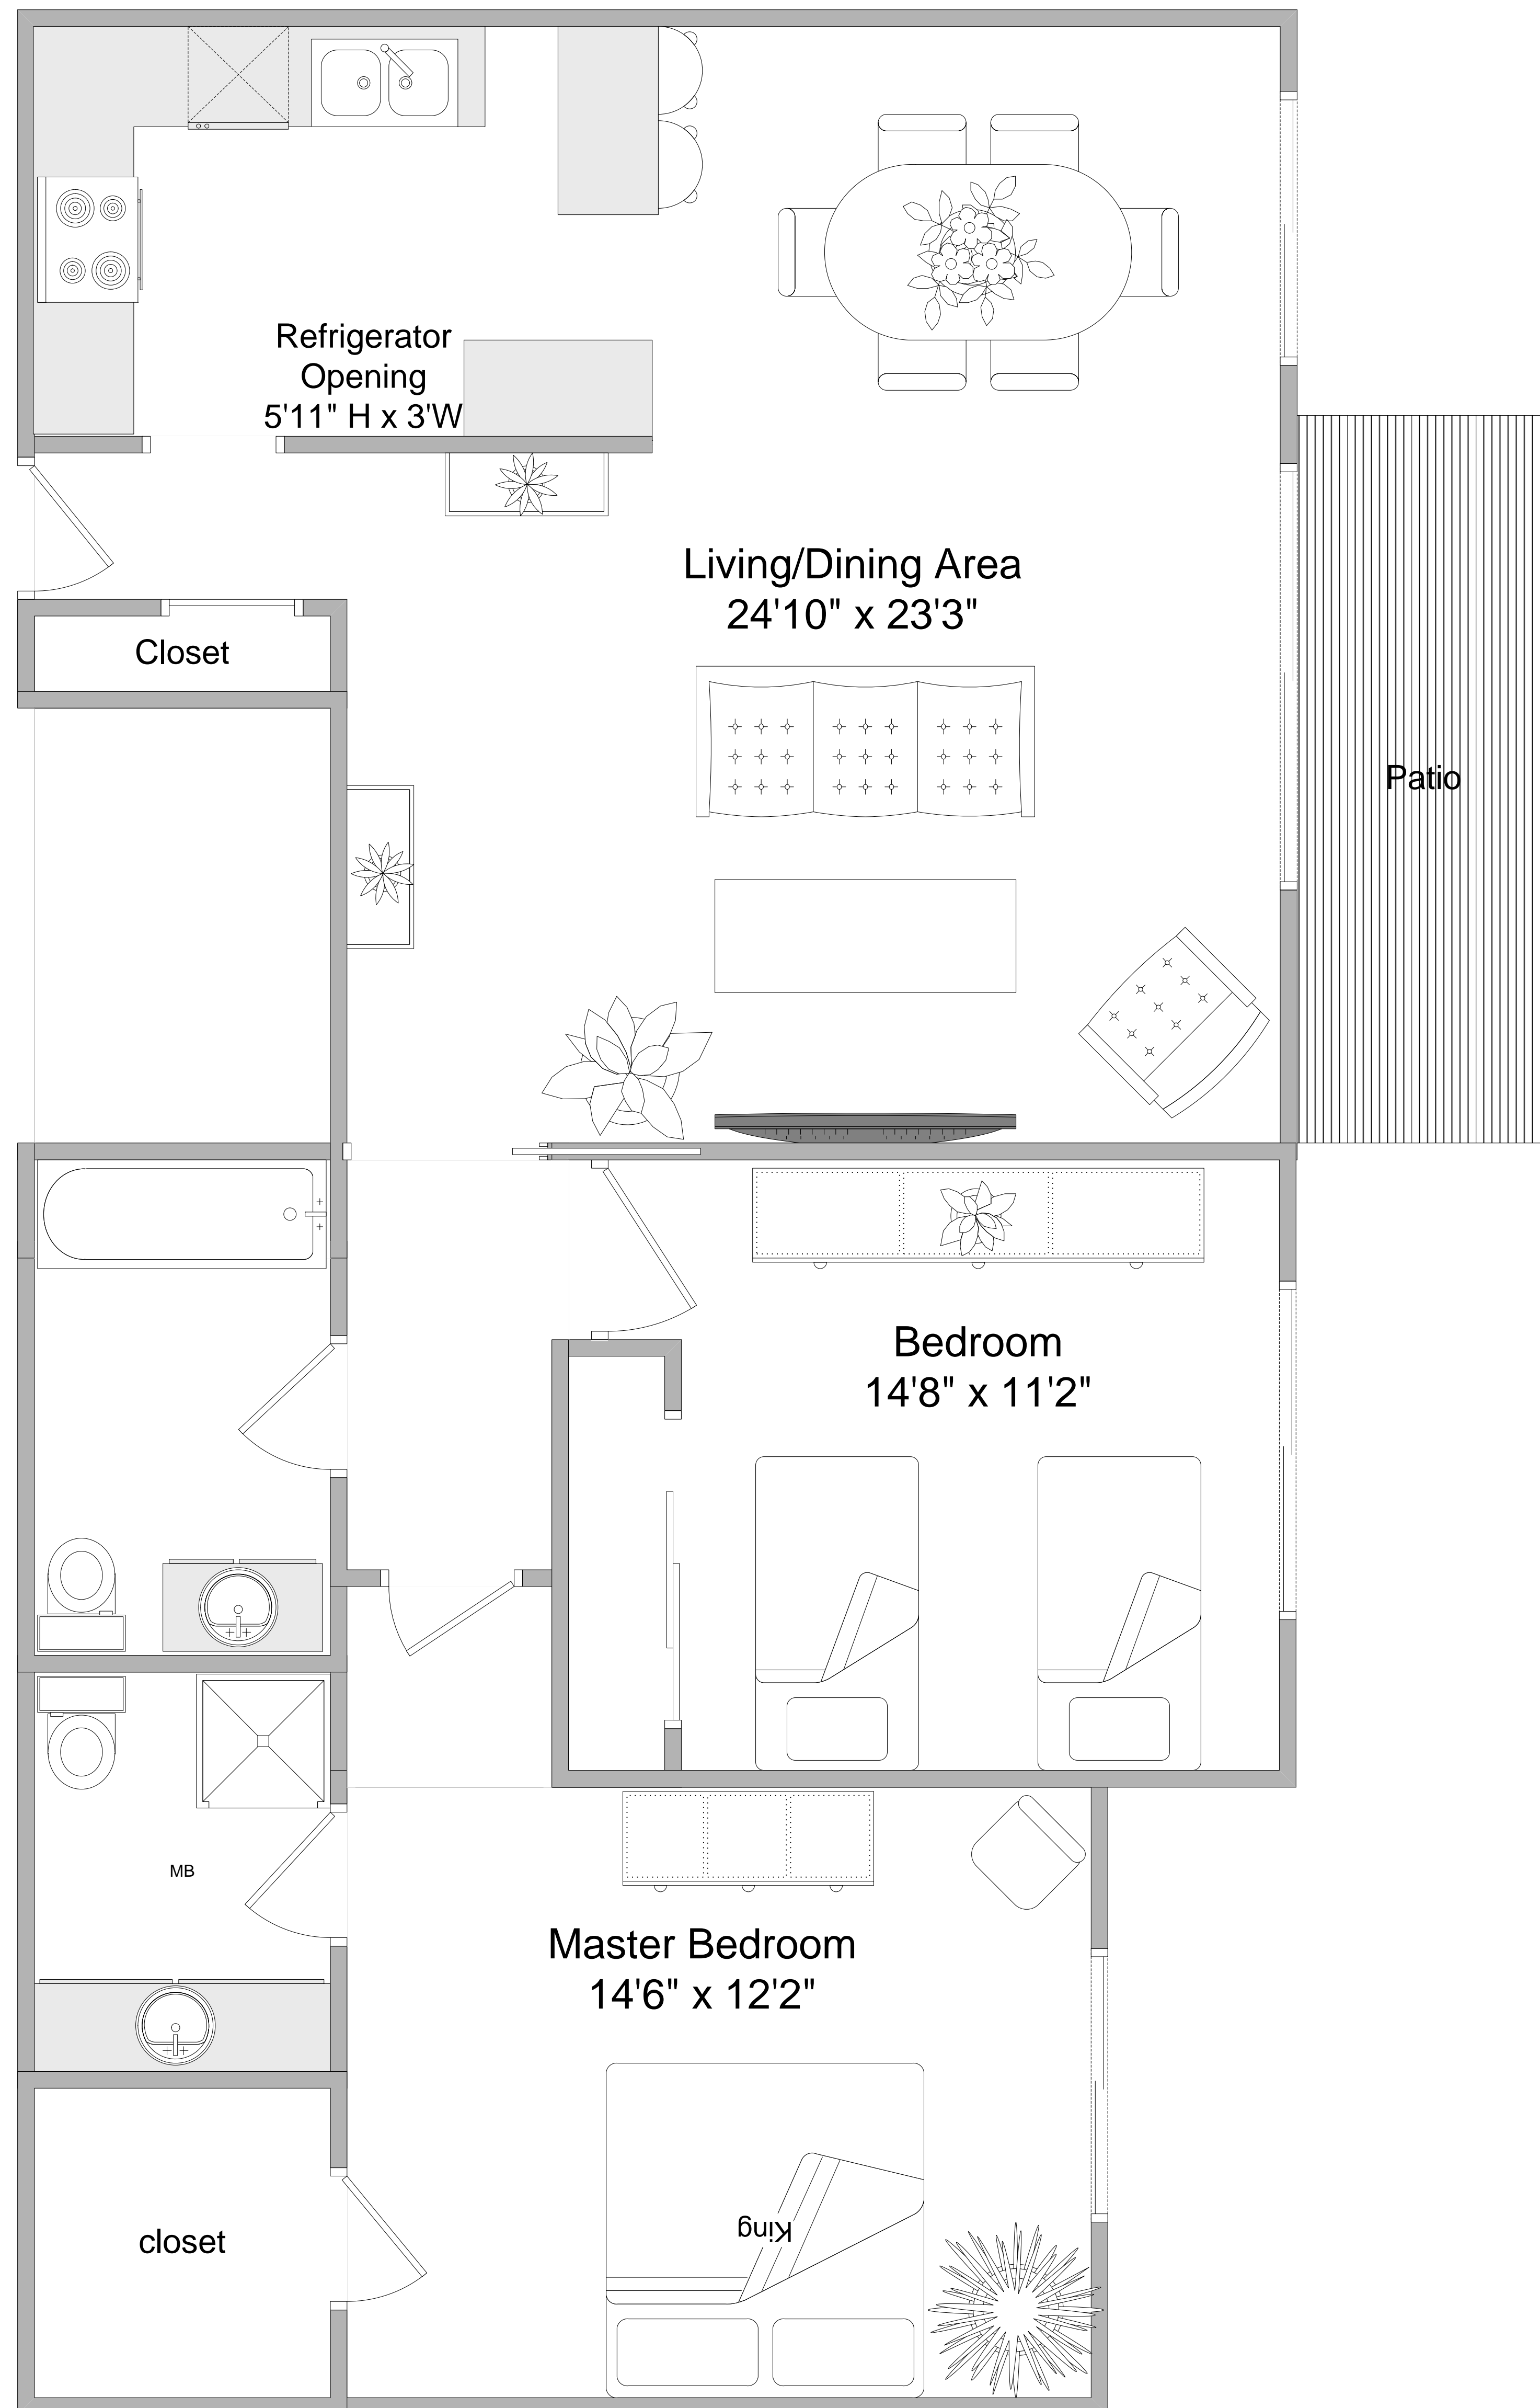 Refrigerator
Opening
5'11" H x 3'W
Living/Dining Area
24'10" x 23'3"
Closet
Patio
Bedroom
14'8" x 11'2"
MB
Master Bedroom
14'6" x 12'2"
King
closet